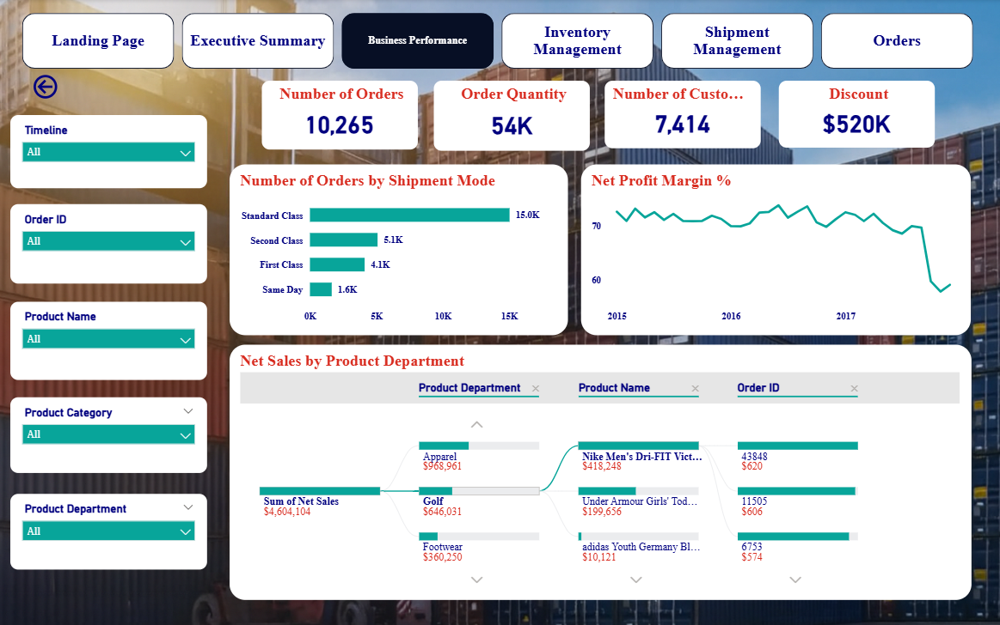 Landing Page
Executive Summary
Business Performance
Inventory
Management
Shipment
Management
Orders
Number of Orders
10,265
Order Quantity
54K
Number of Custo...
7,414
Discount
$520K
Timeline
All
Order ID
All
Product Name
All
Product Category
All
Product Department
All
Number of Orders by Shipment Mode
Standard Class 15.0K
Second Class 5.1K
First Class 4.1K
Same Day 1.6K
0K 5K 10K 15K
Net Profit Margin %
70
60
2015 2016 2017
Net Sales by Product Department
Product Department Product Name Order ID
Sum of Net Sales
$4,604,104
Apparel
$968,961
Golf
$646,031
Footwear
$360,250
Nike Men's Dri-FIT Vict...
$418,248
Under Armour Girls' Tod...
$199,656
adidas Youth Germany Bl...
$10,121
43848
$620
11505
$606
6753
$574